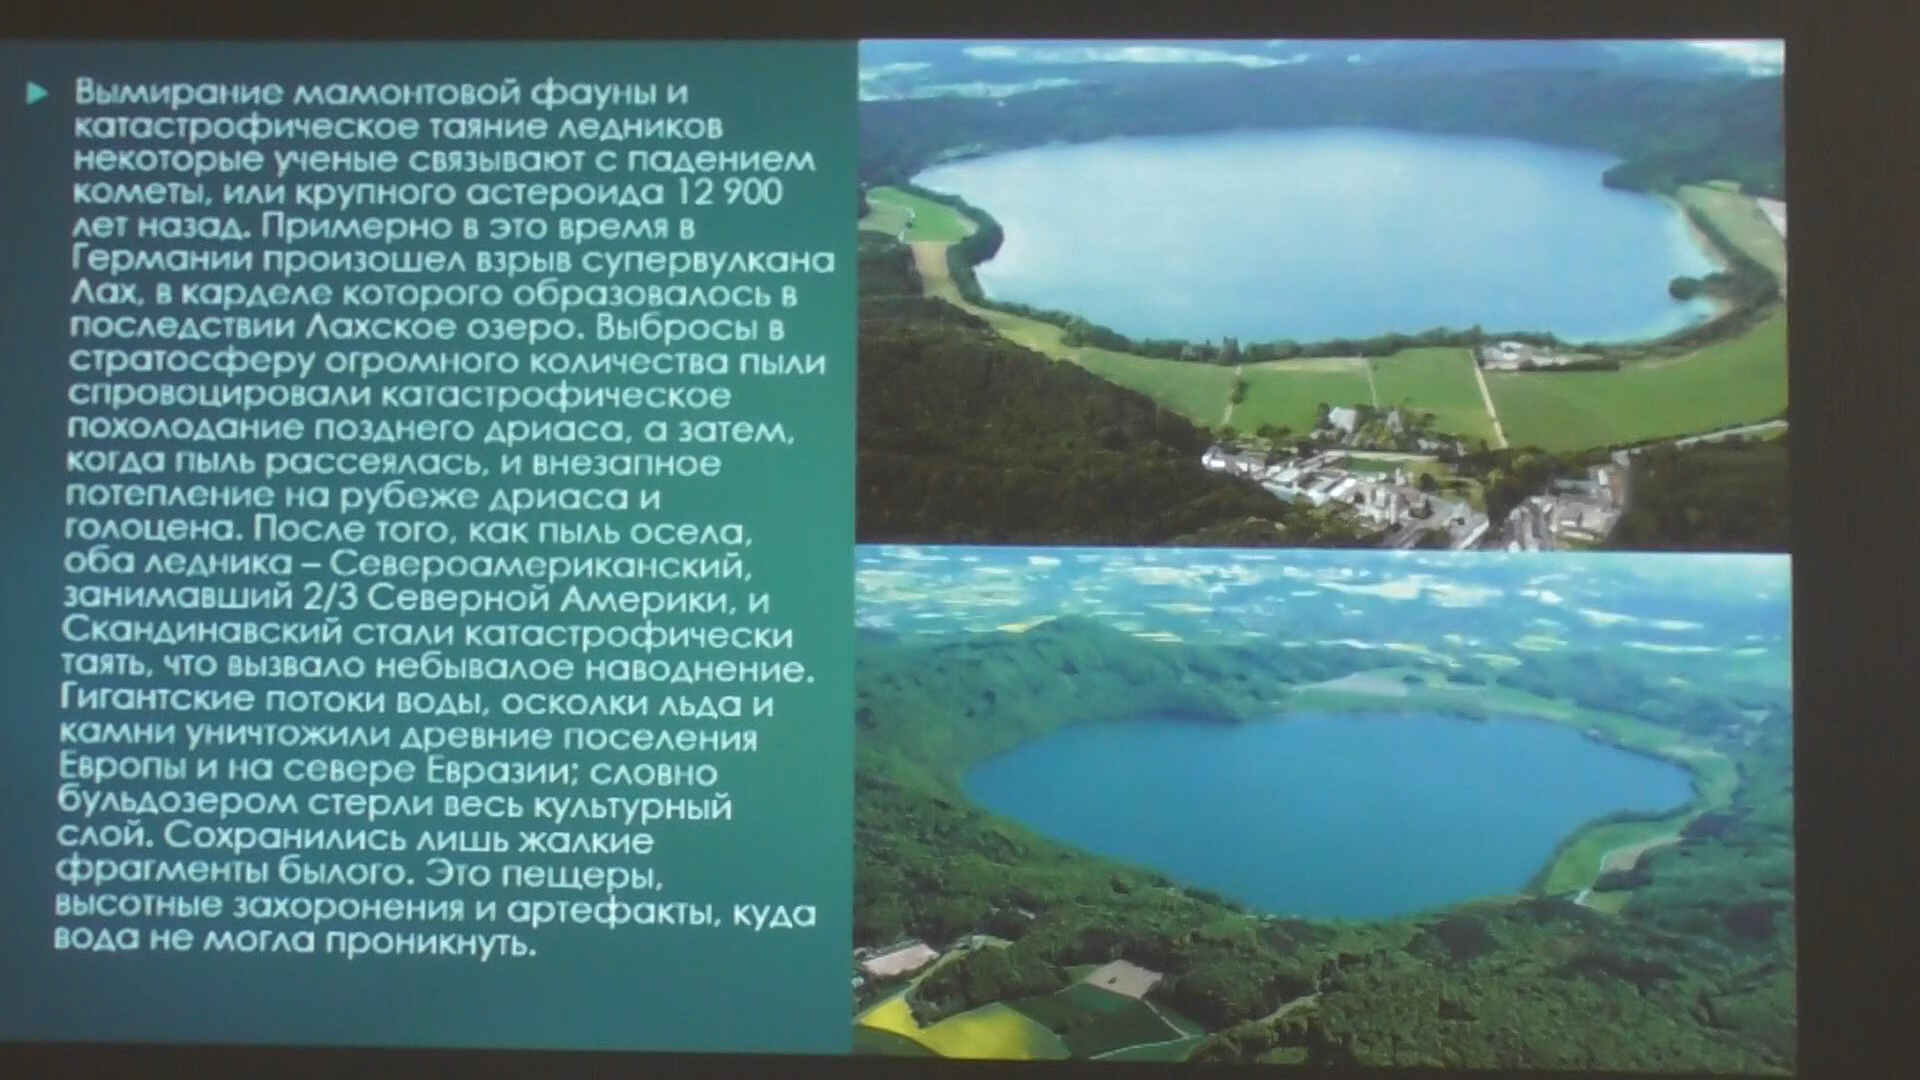 Вымирание мамонтовой фауны и
катастрофическое таяние ледников
некоторые ученые связывают с падением
кометы, или крупного астероида 12 900
лет назад. Примерно в это время в
Германии произошел взрыв супервулкана
Лах, в карделе которого образовалось в
последствии Лахское озеро. Выбросы в
стратосферу огромного количества пыли
спровоцировали катастрофическое
похолодание позднего дриаса, а затем,
когда пыль рассеялась, и внезапное
потепление на рубеже дриаса и
голоцена. После того, как пыль осела,
оба ледника – Североамериканский,
занимавший 2/3 Северной Америки, и
Скандинавский стали катастрофически
таять, что вызвало небывалое наводнение.
Гигантские потоки воды, осколки льда и
камни уничтожили древние поселения
Европы и на севере Евразии; словно
бульдозером стерли весь культурный
слой. Сохранились лишь жалкие
фрагменты былого. Это пещеры,
высотные захоронения и артефакты, куда
вода не могла проникнуть.